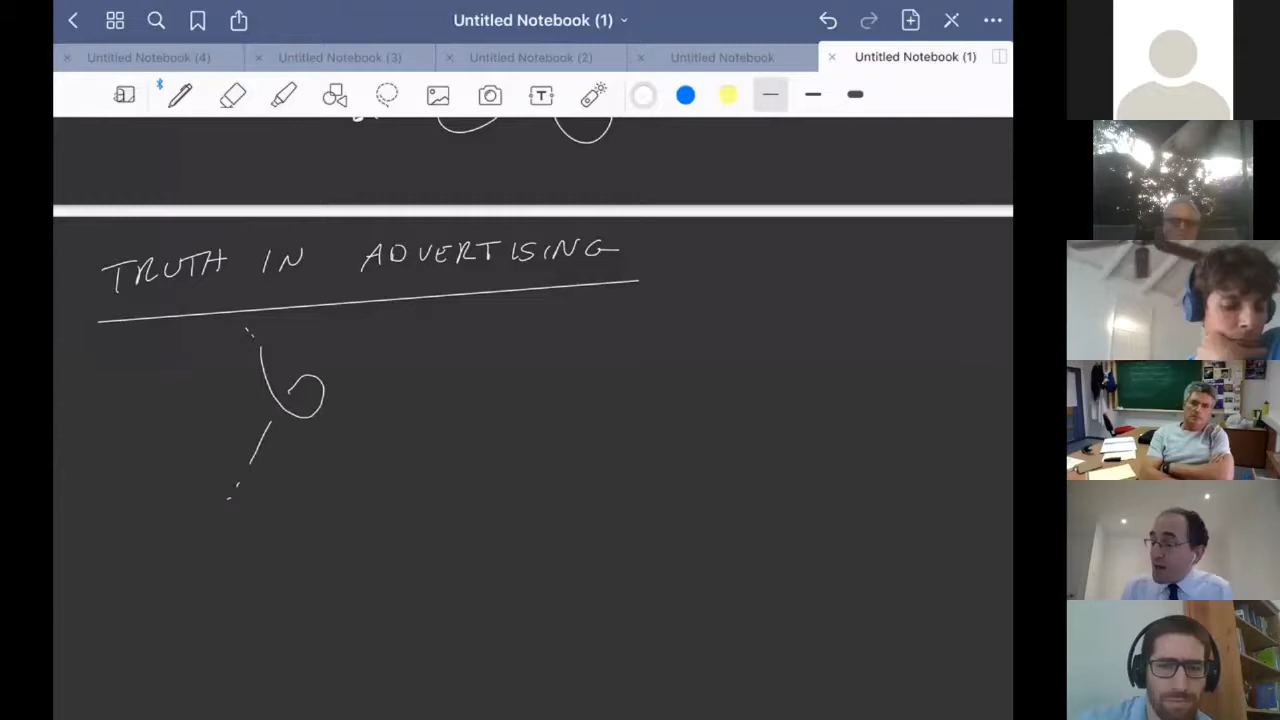 Untitled Notebook (1)
Untitled Notebook (4)
Untitled Notebook (3)
Untitled Notebook (2)
Untitled Notebook
Untitled Notebook (1)
T
TRUTH IN ADVERTISING